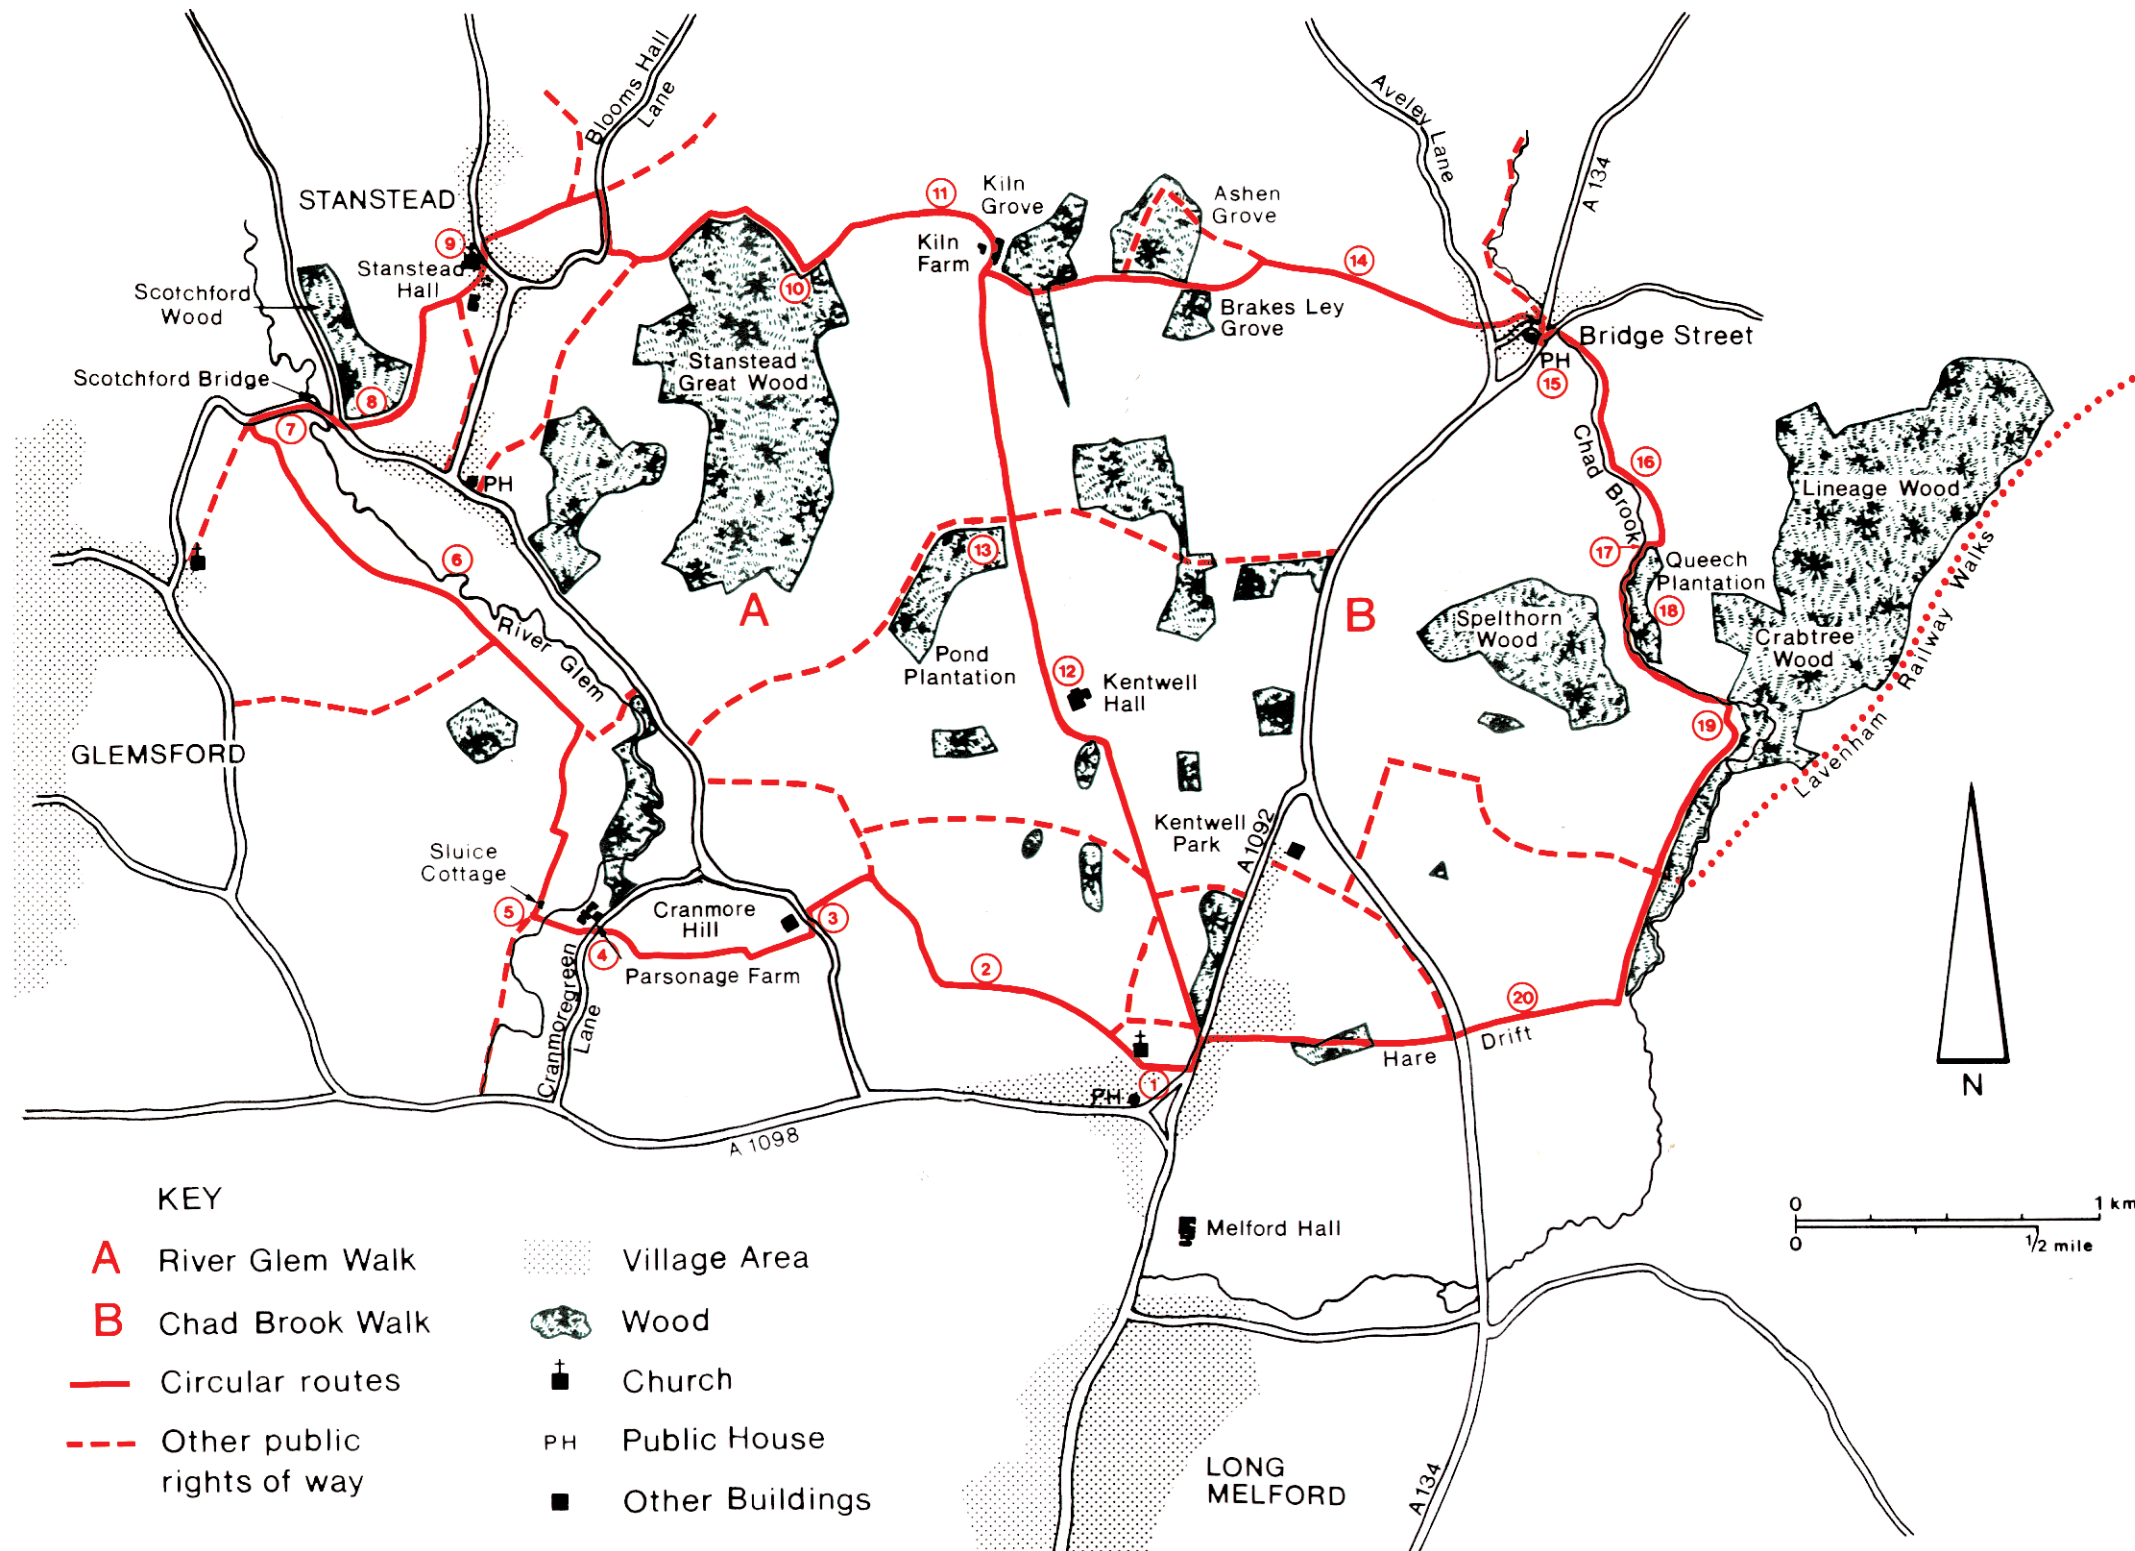 Blooms Hall
Lane
Aveley Lane
A 134
STANSTEAD
9
Stanstead
Hall
Scotchford
Wood
Scotchford Bridge
8
7
10
11
Kiln
Grove
Kiln
Farm
Ashen
Grove
14
Brakes Ley
Grove
Bridge Street
PH
15
Stanstead
Great Wood
PH
6
River Glem
A
13
Pond
Plantation
12
Kentwell
Hall
B
Chad Brook
16
17
Queech
Plantation
18
Spelthorn
Wood
Lineage Wood
Crabtree
Wood
19
Lavenham Railway Walks
GLEMSFORD
Sluice
Cottage
5
4
Cranmore
Hill
3
Parsonage Farm
Cranmoregreen
Lane
2
Kentwell
Park
A 1092
1
PH
20
Hare Drift
N
A 1098
Melford Hall
0 1 km
0 1/2 mile
LONG
MELFORD
A 134
KEY
A River Glem Walk
B Chad Brook Walk
Circular routes
Other public
rights of way
Village Area
Wood
Church
PH Public House
Other Buildings